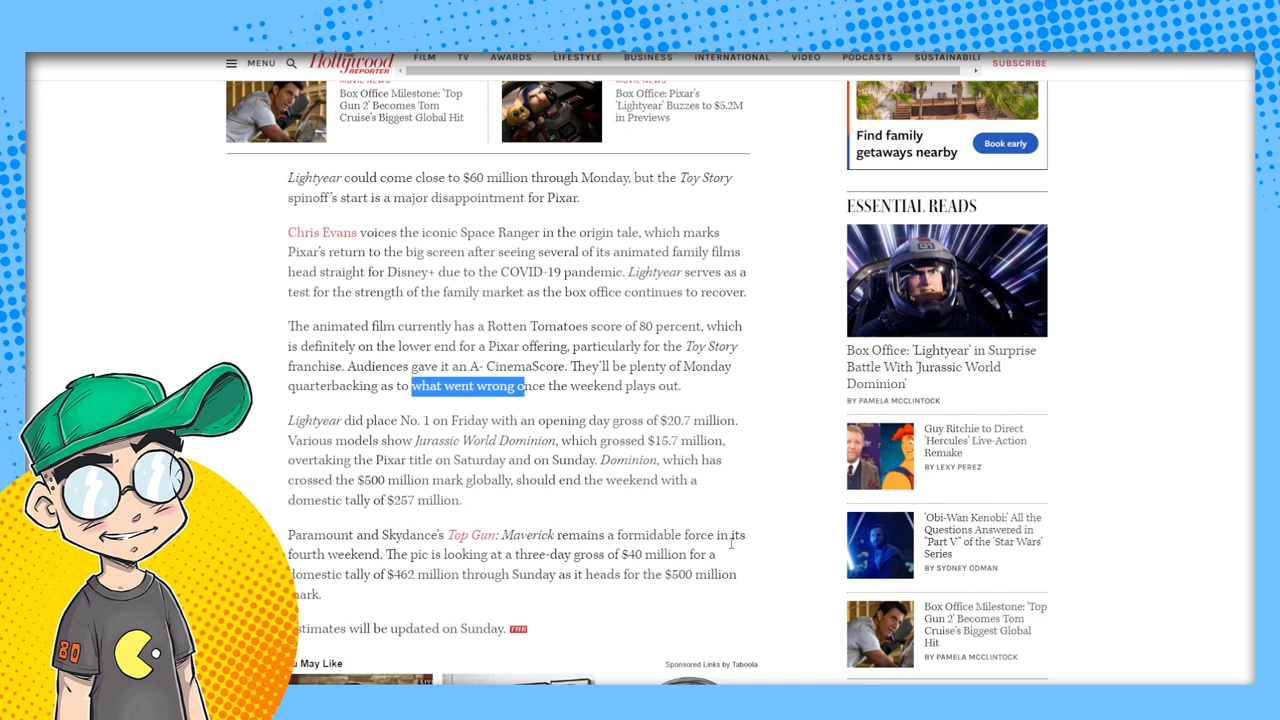 MENU
Hollywood
REPORTER
FILM
TV
AWARDS
LIFESTYLE
BUSINESS
INTERNATIONAL
VIDEO
PODCASTS
SUSTAINABILI
SUBSCRIBE
MOVIE NEWS
Box Office Milestone: 'Top
Gun 2' Becomes Tom
Cruise's Biggest Global Hit
MOVIE NEWS
Box Office: Pixar's
'Lightyear' Buzzes to $5.2M
in Previews
Lightyear could come close to $60 million through Monday, but the Toy Story
spinoff's start is a major disappointment for Pixar.
Chris Evans voices the iconic Space Ranger in the origin tale, which marks
Pixar's return to the big screen after seeing several of its animated family films
head straight for Disney+ due to the COVID-19 pandemic. Lightyear serves as a
test for the strength of the family market as the box office continues to recover.
The animated film currently has a Rotten Tomatoes score of 80 percent, which
is definitely on the lower end for a Pixar offering, particularly for the Toy Story
franchise. Audiences gave it an A- CinemaScore. They'll be plenty of Monday
quarterbacking as to what went wrong once the weekend plays out.
Lightyear did place No. 1 on Friday with an opening day gross of $20.7 million.
Various models show Jurassic World Dominion, which grossed $15.7 million,
overtaking the Pixar title on Saturday and on Sunday. Dominion, which has
crossed the $500 million mark globally, should end the weekend with a
domestic tally of $257 million.
Paramount and Skydance's Top Gun: Maverick remains a formidable force in its
fourth weekend. The pic is looking at a three-day gross of $40 million for a
domestic tally of $462 million through Sunday as it heads for the $500 million
mark.
stimates will be updated on Sunday. THR
u May Like
Sponsored Links by Taboola
Find family
getaways nearby
Book early
ESSENTIAL READS
01
Box Office: 'Lightyear' in Surprise
Battle With 'Jurassic World
Dominion'
BY PAMELA MCCLINTOCK
Guy Ritchie to Direct
'Hercules' Live-Action
Remake
BY LEXY PEREZ
'Obi-Wan Kenobi:' All the
Questions Answered in
"Part V" of the 'Star Wars'
Series
BY SYDNEY ODMAN
Box Office Milestone: 'Top
Gun 2' Becomes Tom
Cruise's Biggest Global
Hit
BY PAMELA MCCLINTOCK
80